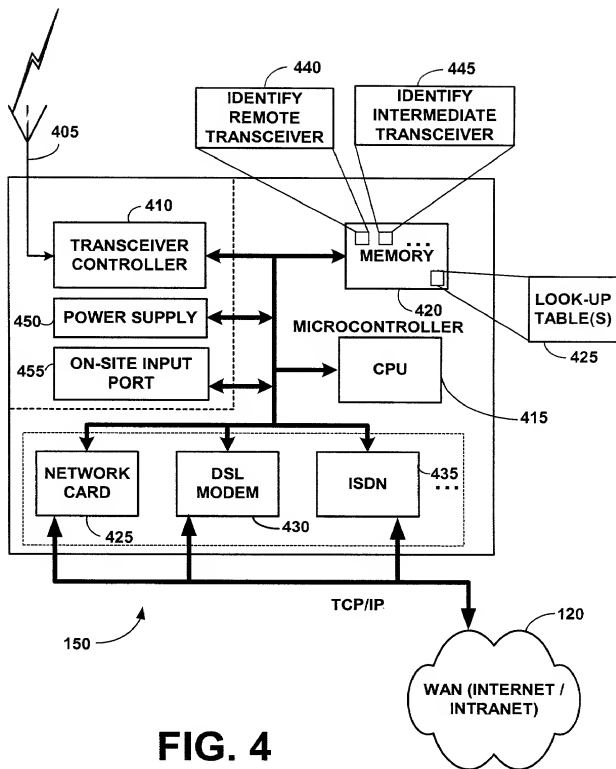 440
445
IDENTIFY
REMOTE
TRANSCEIVER
IDENTIFY
INTERMEDIATE
TRANSCEIVER
405
410
TRANSCEIVER
CONTROLLER
MEMORY
...
420
LOOK-UP
TABLE(S)
425
450
POWER SUPPLY
MICROCONTROLLER
455
ON-SITE INPUT
PORT
CPU
415
NETWORK
CARD
425
DSL
MODEM
430
ISDN
435
...
TCP/IP
150
120
WAN (INTERNET /
INTRANET)
FIG. 4